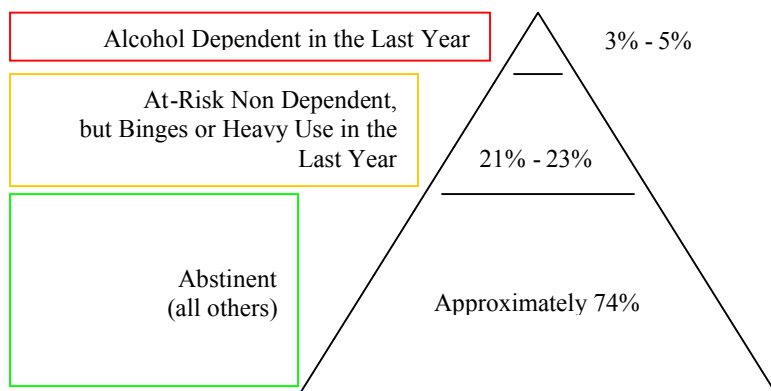 Alcohol Dependent in the Last Year
3% - 5%
At-Risk Non Dependent,
but Binges or Heavy Use in the
Last Year
21% - 23%
Abstinent
(all others)
Approximately 74%